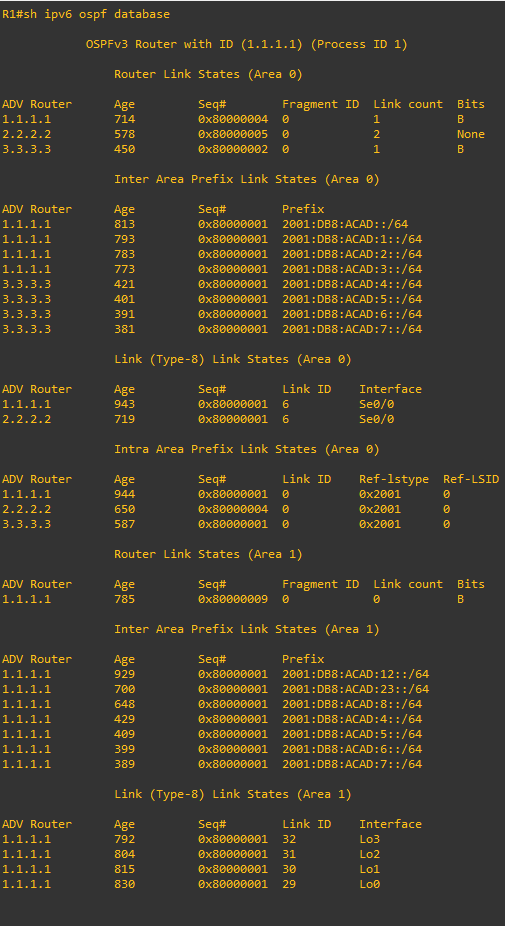 R1#sh ipv6 ospf database
OSPFv3 Router with ID (1.1.1.1) (Process ID 1)
Router Link States (Area 0)
ADV Router Age Seq# Fragment ID Link count Bits
1.1.1.1 714 0x80000004 0 1 B
2.2.2.2 578 0x80000005 0 2 None
3.3.3.3 450 0x80000002 0 1 B
Inter Area Prefix Link States (Area 0)
ADV Router Age Seq# Prefix
1.1.1.1 813 0x80000001 2001:DB8:ACAD::/64
1.1.1.1 793 0x80000001 2001:DB8:ACAD:1::/64
1.1.1.1 783 0x80000001 2001:DB8:ACAD:2::/64
1.1.1.1 773 0x80000001 2001:DB8:ACAD:3::/64
3.3.3.3 421 0x80000001 2001:DB8:ACAD:4::/64
3.3.3.3 401 0x80000001 2001:DB8:ACAD:5::/64
3.3.3.3 391 0x80000001 2001:DB8:ACAD:6::/64
3.3.3.3 381 0x80000001 2001:DB8:ACAD:7::/64
Link (Type-8) Link States (Area 0)
ADV Router Age Seq# Link ID Interface
1.1.1.1 943 0x80000001 6 Se0/0
2.2.2.2 719 0x80000001 6 Se0/0
Intra Area Prefix Link States (Area 0)
ADV Router Age Seq# Link ID Ref-lstype Ref-LSID
1.1.1.1 944 0x80000001 0 0x2001 0
2.2.2.2 650 0x80000004 0 0x2001 0
3.3.3.3 587 0x80000001 0 0x2001 0
Router Link States (Area 1)
ADV Router Age Seq# Fragment ID Link count Bits
1.1.1.1 785 0x80000009 0 0 B
Inter Area Prefix Link States (Area 1)
ADV Router Age Seq# Prefix
1.1.1.1 929 0x80000001 2001:DB8:ACAD:12::/64
1.1.1.1 700 0x80000001 2001:DB8:ACAD:23::/64
1.1.1.1 648 0x80000001 2001:DB8:ACAD:8::/64
1.1.1.1 429 0x80000001 2001:DB8:ACAD:4::/64
1.1.1.1 409 0x80000001 2001:DB8:ACAD:5::/64
1.1.1.1 399 0x80000001 2001:DB8:ACAD:6::/64
1.1.1.1 389 0x80000001 2001:DB8:ACAD:7::/64
Link (Type-8) Link States (Area 1)
ADV Router Age Seq# Link ID Interface
1.1.1.1 792 0x80000001 32 Lo3
1.1.1.1 804 0x80000001 31 Lo2
1.1.1.1 815 0x80000001 30 Lo1
1.1.1.1 830 0x80000001 29 Lo0